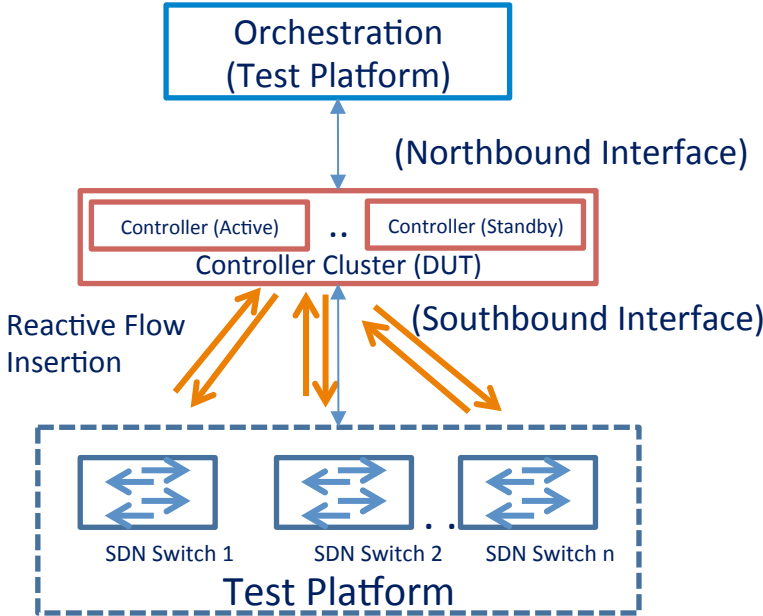 Orchestration
(Test Platform)
(Northbound Interface)
Controller (Active)
..
Controller (Standby)
Controller Cluster (DUT)
Reactive Flow
Insertion
(Southbound Interface)
. .
SDN Switch 1
SDN Switch 2
SDN Switch n
Test Platform